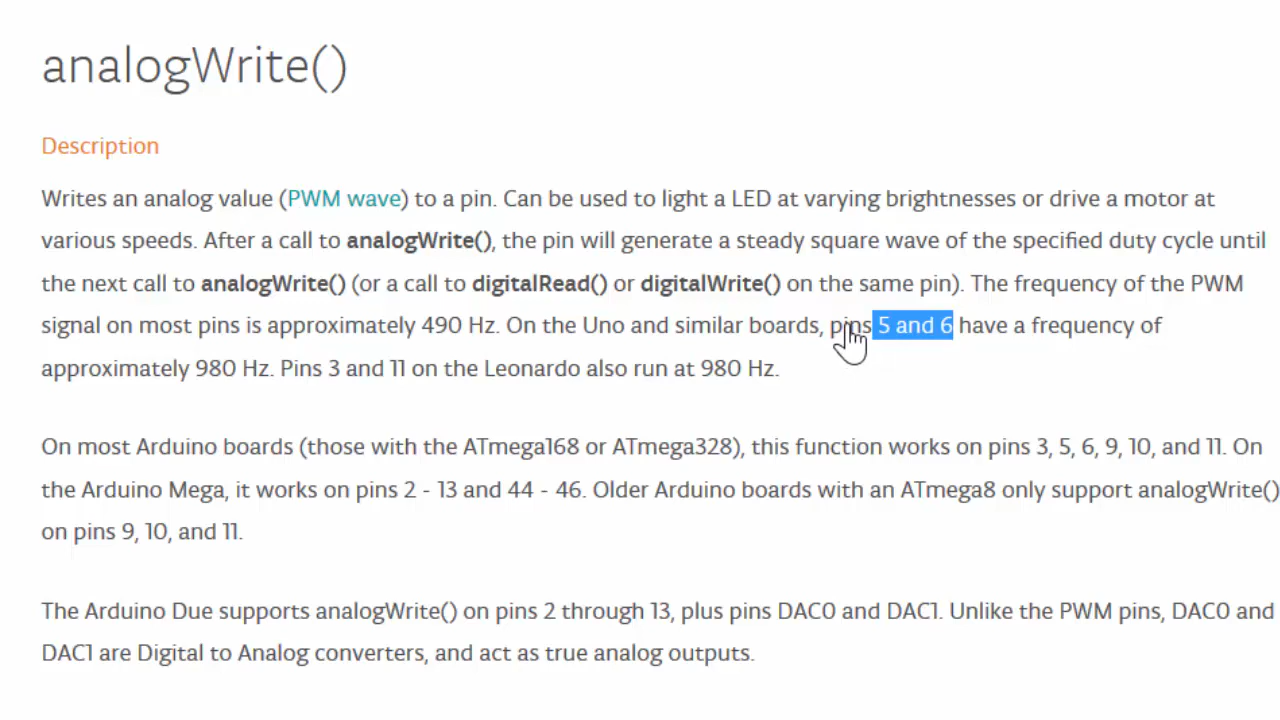 analogWrite()
Description
Writes an analog value (PWM wave) to a pin. Can be used to light a LED at varying brightnesses or drive a motor at
various speeds. After a call to analogWrite(), the pin will generate a steady square wave of the specified duty cycle until
the next call to analogWrite() (or a call to digitalRead() or digitalWrite() on the same pin). The frequency of the PWM
signal on most pins is approximately 490 Hz. On the Uno and similar boards, pins 5 and 6 have a frequency of
approximately 980 Hz. Pins 3 and 11 on the Leonardo also run at 980 Hz.
On most Arduino boards (those with the ATmega168 or ATmega328), this function works on pins 3, 5, 6, 9, 10, and 11. On
the Arduino Mega, it works on pins 2 - 13 and 44 - 46. Older Arduino boards with an ATmega8 only support analogWrite()
on pins 9, 10, and 11.
The Arduino Due supports analogWrite() on pins 2 through 13, plus pins DAC0 and DAC1. Unlike the PWM pins, DAC0 and
DAC1 are Digital to Analog converters, and act as true analog outputs.